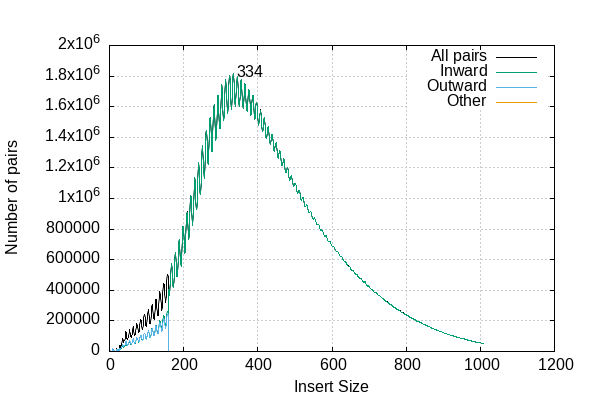 2x10^6
1.8x10^6
1.6x10^6
1.4x10^6
1.2x10^6
1x10^6
800000
600000
400000
200000
0
Number of pairs
334
All pairs
Inward
Outward
Other
0 200 400 600 800 1000 1200
Insert Size